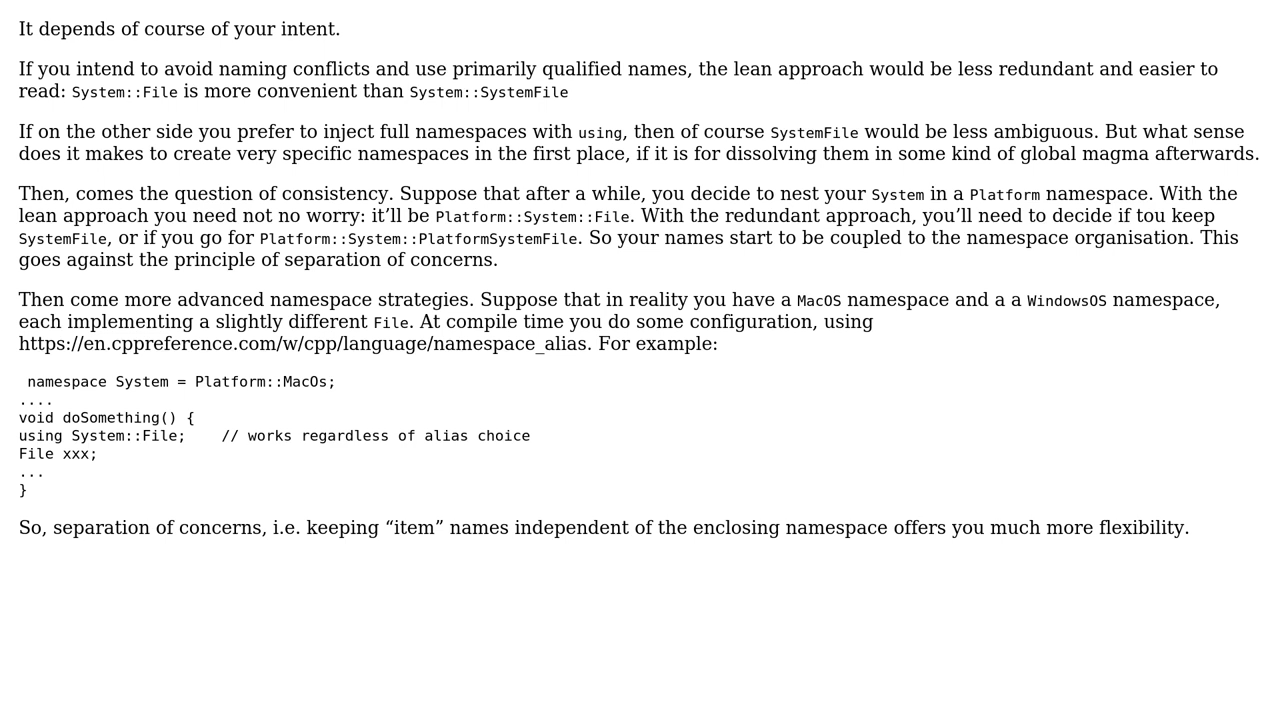 It depends of course of your intent.
If you intend to avoid naming conflicts and use primarily qualified names, the lean approach would be less redundant and easier to
read: System::File is more convenient than System::SystemFile
If on the other side you prefer to inject full namespaces with using, then of course SystemFile would be less ambiguous. But what sense
does it makes to create very specific namespaces in the first place, if it is for dissolving them in some kind of global magma afterwards.
Then, comes the question of consistency. Suppose that after a while, you decide to nest your System in a Platform namespace. With the
lean approach you need not no worry: it’ll be Platform::System::File. With the redundant approach, you’ll need to decide if tou keep
SystemFile, or if you go for Platform::System::PlatformSystemFile. So your names start to be coupled to the namespace organisation. This
goes against the principle of separation of concerns.
Then come more advanced namespace strategies. Suppose that in reality you have a MacOS namespace and a a WindowsOS namespace,
each implementing a slightly different File. At compile time you do some configuration, using
https://en.cppreference.com/w/cpp/language/namespace_alias. For example:
namespace System = Platform::MacOs;
....
void doSomething() {
using System::File;    // works regardless of alias choice
File xxx;
...
}
So, separation of concerns, i.e. keeping “item” names independent of the enclosing namespace offers you much more flexibility.